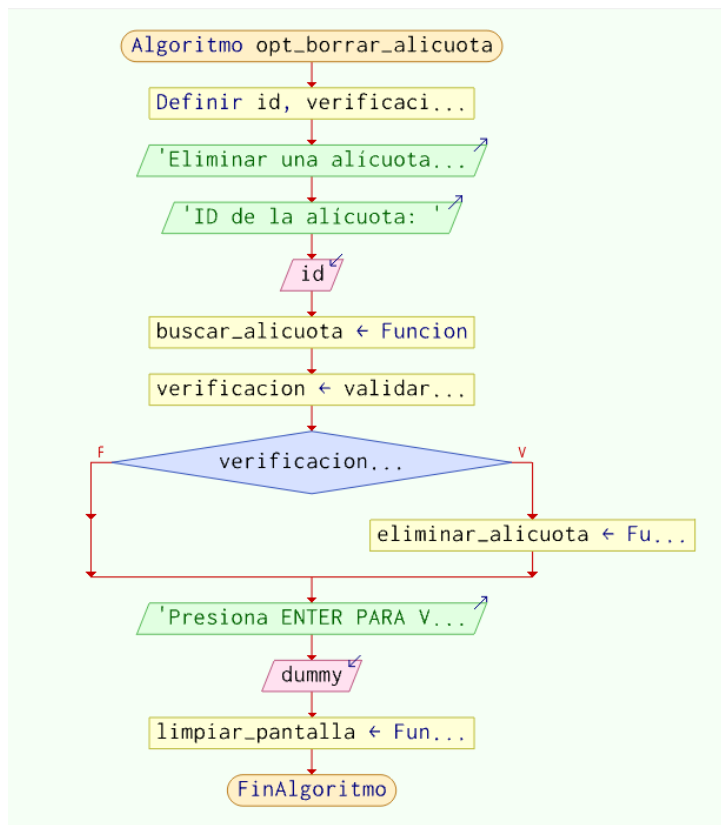 Algoritmo opt_borrar_alicuota
Definir id, verificaci...
'Eliminar una alícuota...
'ID de la alícuota: '
id
buscar_alicuota ← Funcion
verificacion ← validar...
F
verificacion...
V
eliminar_alicuota ← Fu...
'Presiona ENTER PARA V...
dummy
limpiar_pantalla ← Fun...
FinAlgoritmo